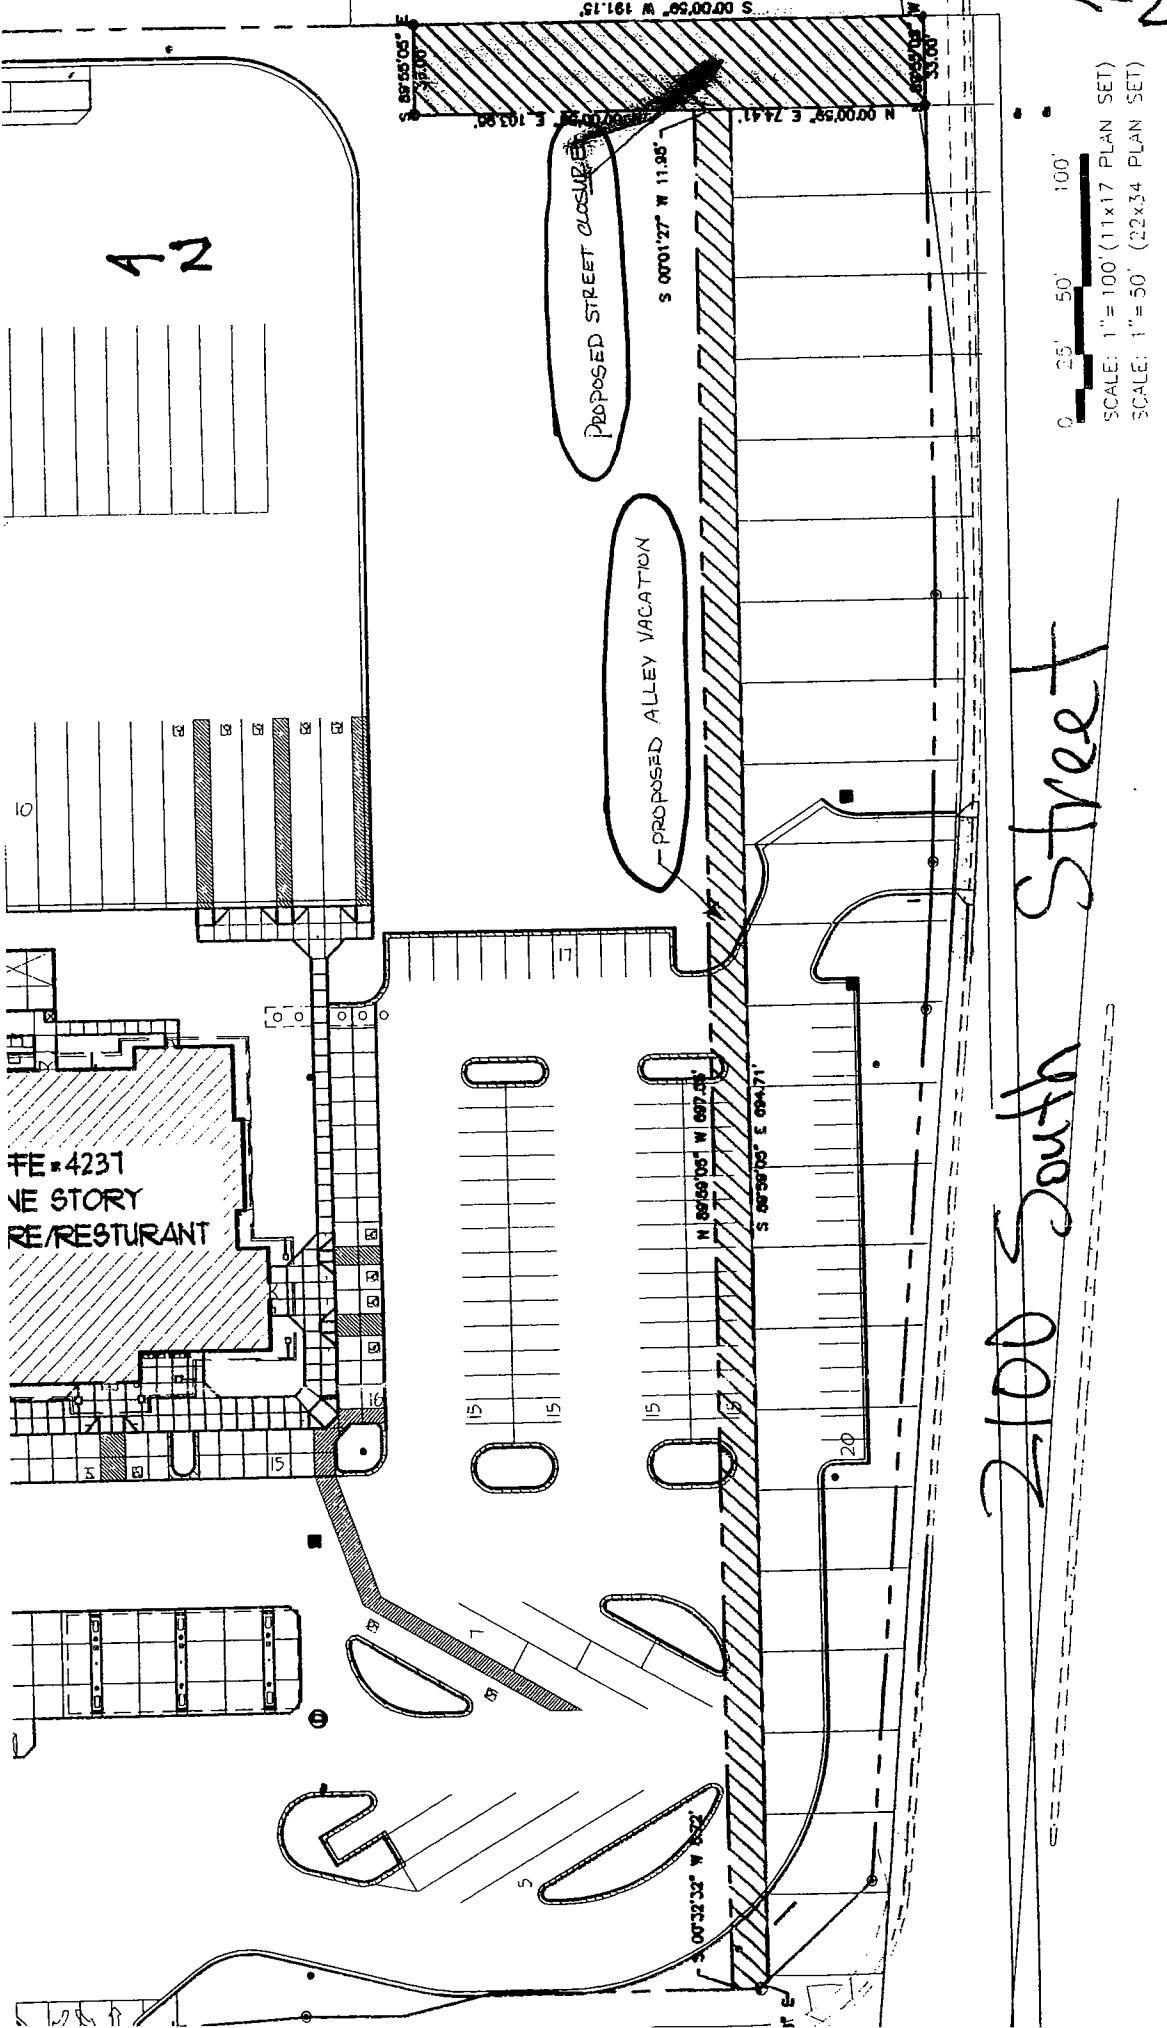 S 00°00'59" W 191.15'
S 89°55'05" E
33.00'
N 00°00'59" E 74.41'
S 00°01'27" W 11.95'
PROPOSED STREET CLOSURE
PROPOSED ALLEY VACATION
10
17
FE=4237
NE STORY
RE/RESTURANT
N 89°59'05" W
S 89°59'05" E 694.71'
15
15
15
15
16
15
20
7
5
S 00°32'32" W
2100 South Street
0 25' 50' 100'
SCALE: 1"= 100' (11x17 PLAN SET)
SCALE: 1"= 50' (22x34 PLAN SET)